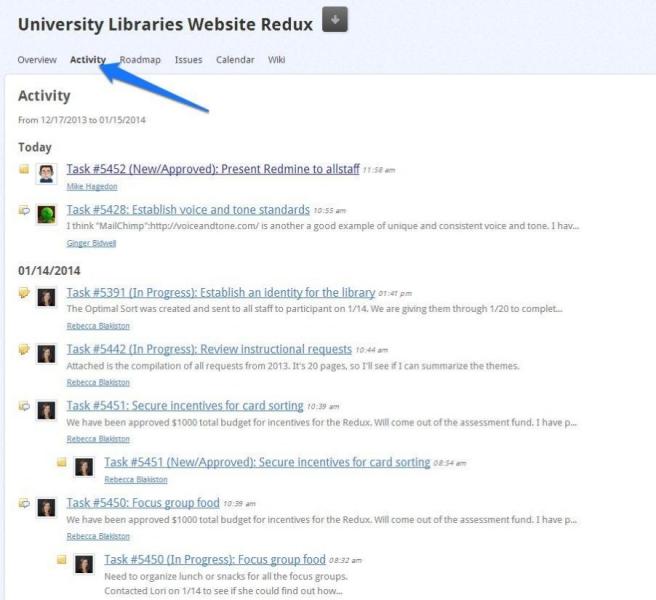 University Libraries Website Redux
Overview Activity Roadmap Issues Calendar Wiki
Activity
From 12/17/2013 to 01/15/2014
Today
Task #5452 (New/Approved): Present Redmine to allstaff 11:58 am
Mike Hagedon
Task #5428: Establish voice and tone standards 10:55 am
I think "MailChimp":http://voiceandtone.com/ is another a good example of unique and consistent voice and tone. I hav...
Ginger Bidwell
01/14/2014
Task #5391 (In Progress): Establish an identity for the library 01:41 pm
The Optimal Sort was created and sent to all staff to participant on 1/14. We are giving them through 1/20 to complet...
Rebecca Blakiston
Task #5442 (In Progress): Review instructional requests 10:44 am
Attached is the compilation of all requests from 2013. It's 20 pages, so I'll see if I can summarize the themes.
Rebecca Blakiston
Task #5451: Secure incentives for card sorting 10:39 am
We have been approved $1000 total budget for incentives for the Redux. Will come out of the assessment fund. I have p...
Rebecca Blakiston
Task #5451 (New/Approved): Secure incentives for card sorting 08:34 am
Rebecca Blakiston
Task #5450: Focus group food 10:39 am
We have been approved $1000 total budget for incentives for the Redux. Will come out of the assessment fund. I have p...
Rebecca Blakiston
Task #5450 (In Progress): Focus group food 08:32 am
Need to organize lunch or snacks for all the focus groups.
Contacted Lori on 1/14 to see if she could find out how...